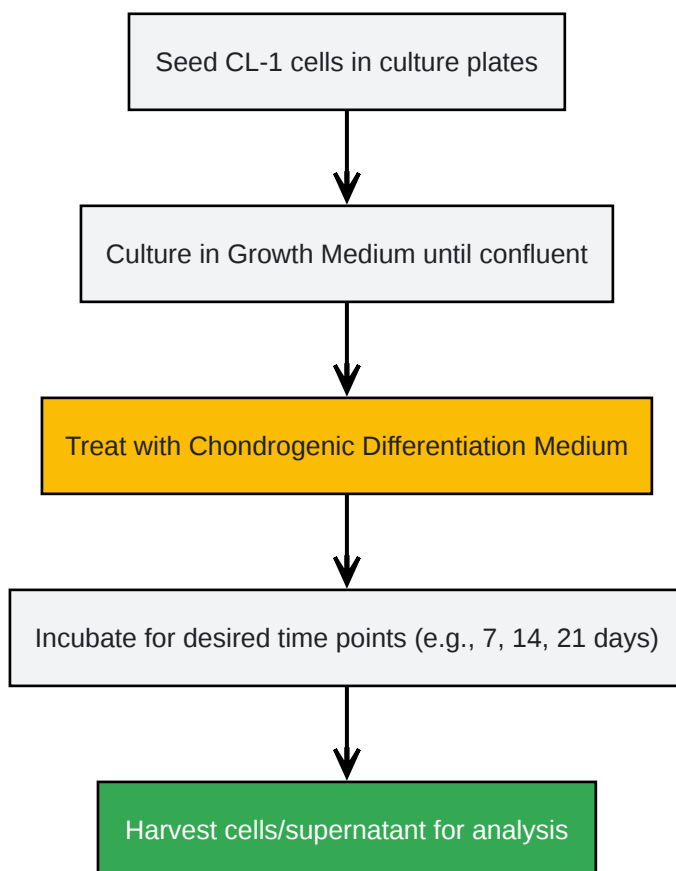 Seed CL-1 cells in culture plates
Culture in Growth Medium until confluent
Treat with Chondrogenic Differentiation Medium
Incubate for desired time points (e.g., 7, 14, 21 days)
Harvest cells/supernatant for analysis